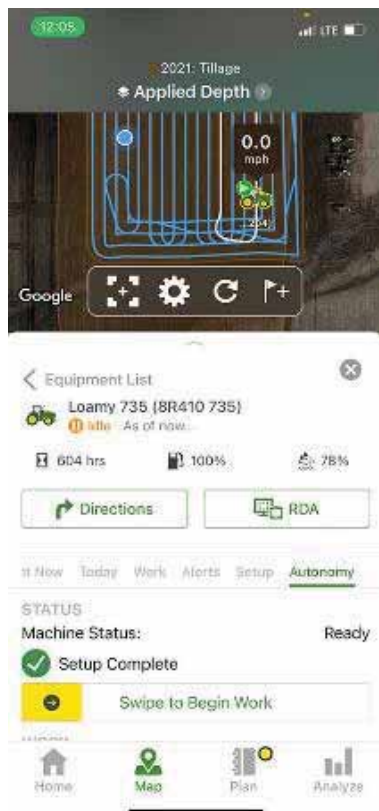 12:05
LTE
2021: Tillage
Applied Depth
0.0
mph
Google
Equipment List
Loamy 735 (8R410 735)
Idle As of now
604 hrs
100%
78%
Directions
RDA
Now Today Work Alerts Setup Autonomy
STATUS
Machine Status: Ready
Setup Complete
Swipe to Begin Work
Home Map Plan Analyze